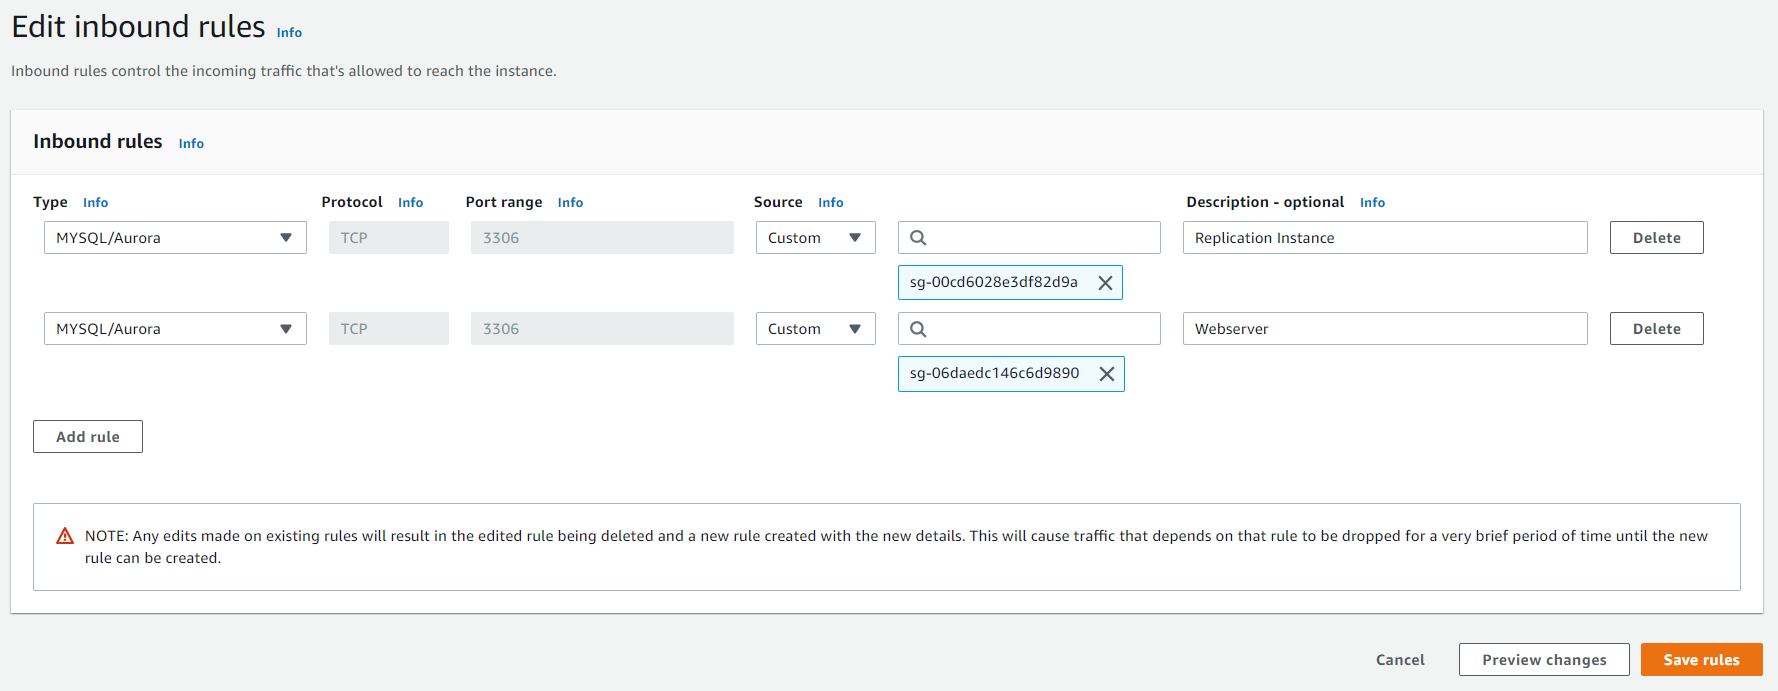 Edit inbound rules Info
Inbound rules control the incoming traffic that's allowed to reach the instance.
Inbound rules Info
Type Info Protocol Info Port range Info Source Info Description - optional Info
MYSQL/Aurora TCP 3306 Custom Replication Instance Delete
sg-00cd6028e3df82d9a
MYSQL/Aurora TCP 3306 Custom Webserver Delete
sg-06daedc146c6d9890
Add rule
NOTE: Any edits made on existing rules will result in the edited rule being deleted and a new rule created with the new details. This will cause traffic that depends on that rule to be dropped for a very brief period of time until the new
rule can be created.
Cancel Preview changes Save rules